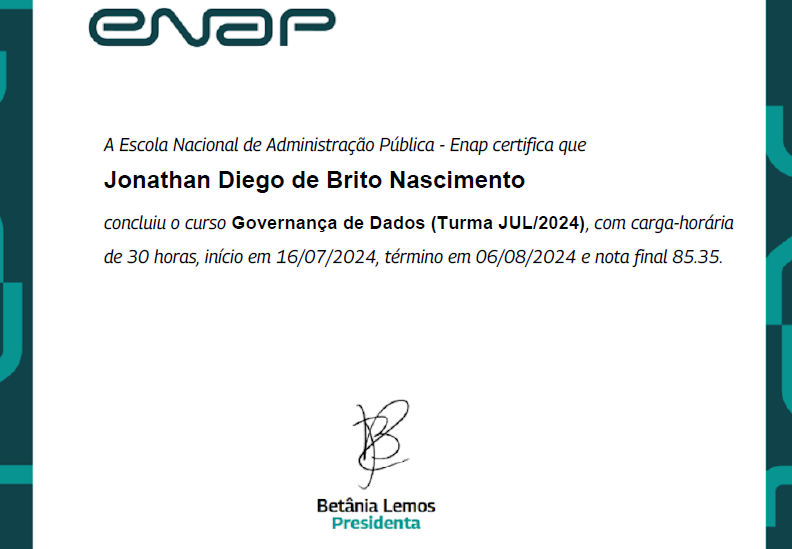 enap
A Escola Nacional de Administração Pública - Enap certifica que
Jonathan Diego de Brito Nascimento
concluiu o curso Governança de Dados (Turma JUL/2024), com carga-horária
de 30 horas, início em 16/07/2024, término em 06/08/2024 e nota final 85.35.
Betânia Lemos
Presidenta